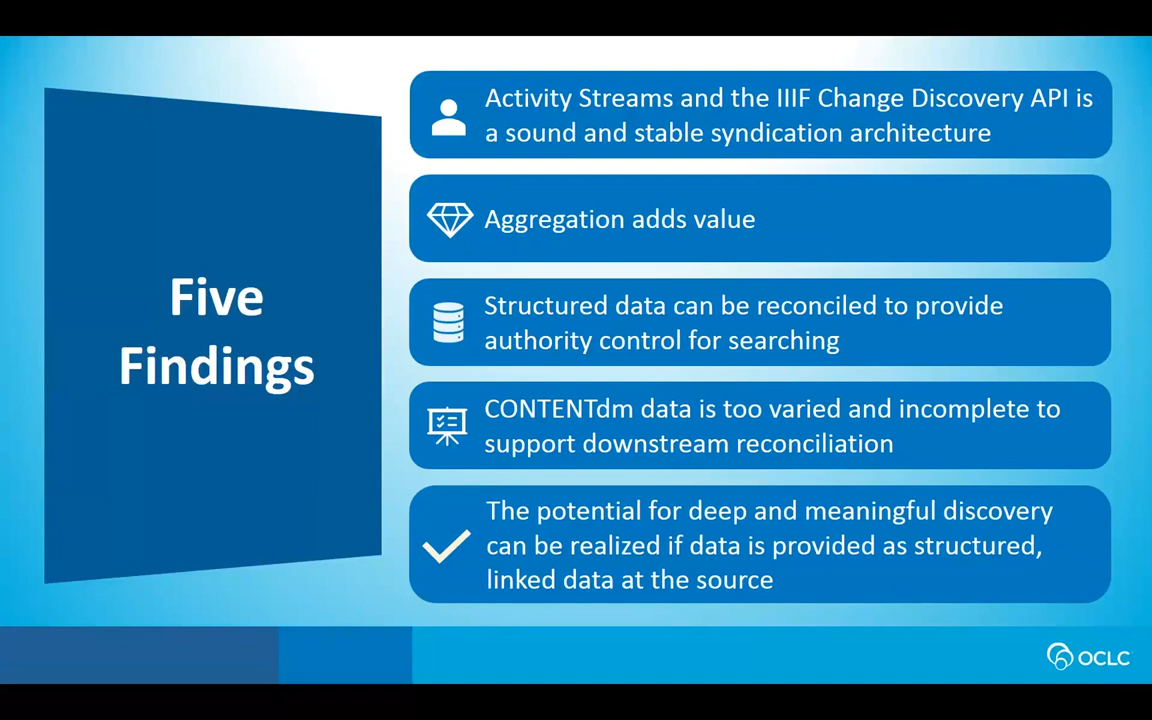 Five
Findings
Activity Streams and the IIIF Change Discovery API is
a sound and stable syndication architecture
Aggregation adds value
Structured data can be reconciled to provide
authority control for searching
CONTENTdm data is too varied and incomplete to
support downstream reconciliation
The potential for deep and meaningful discovery
can be realized if data is provided as structured,
linked data at the source
OCLC